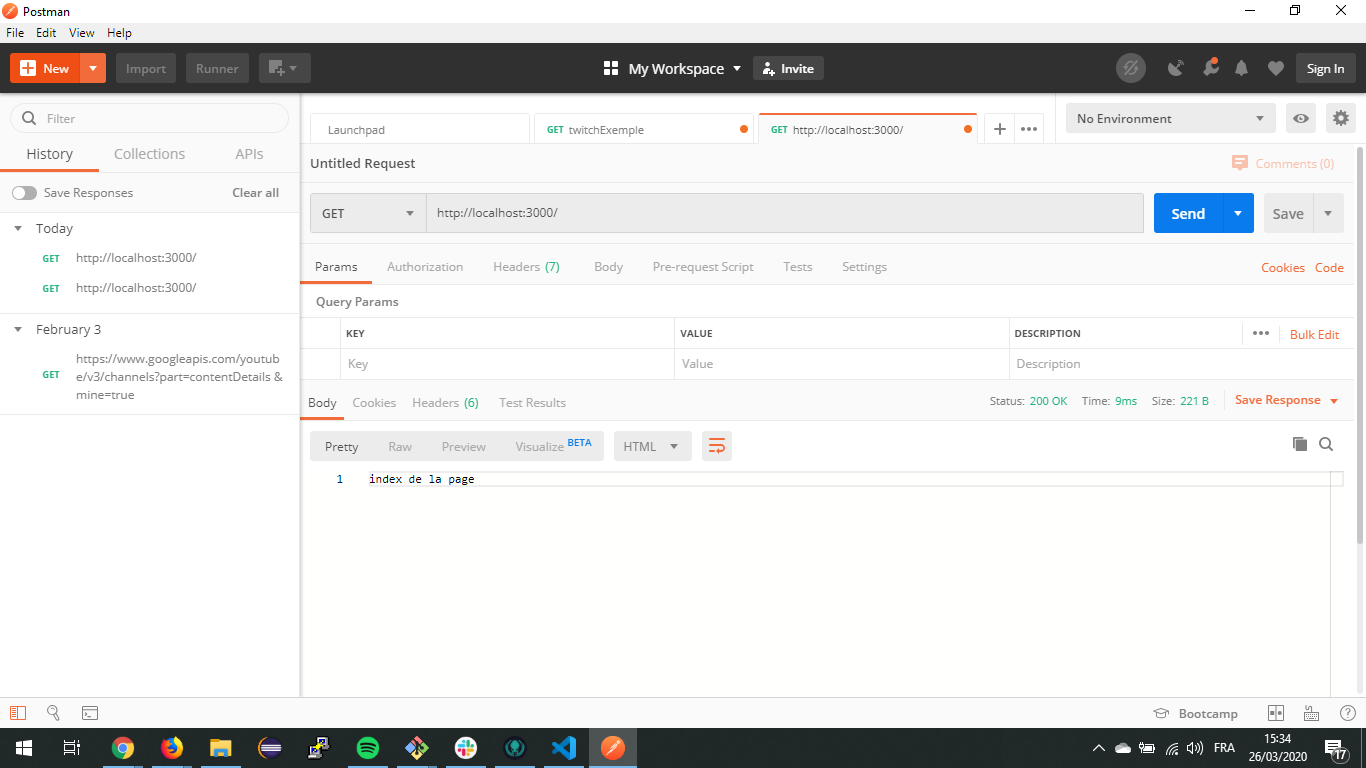 Postman
File Edit View Help
New Import Runner My Workspace Invite Sign In
Filter
History Collections APIs
Save Responses Clear all
Today
GET http://localhost:3000/
GET http://localhost:3000/
February 3
GET https://www.googleapis.com/youtub
e/v3/channels?part=contentDetails &
mine=true
Launchpad GET twitchExemple GET http://localhost:3000/ No Environment
Untitled Request Comments (0)
GET http://localhost:3000/ Send Save
Params Authorization Headers (7) Body Pre-request Script Tests Settings Cookies Code
Query Params
KEY VALUE DESCRIPTION Bulk Edit
Key Value Description
Body Cookies Headers (6) Test Results Status: 200 OK Time: 9ms Size: 221 B Save Response
Pretty Raw Preview Visualize BETA HTML
1 index de la page
Bootcamp
FRA 15:34
26/03/2020 17